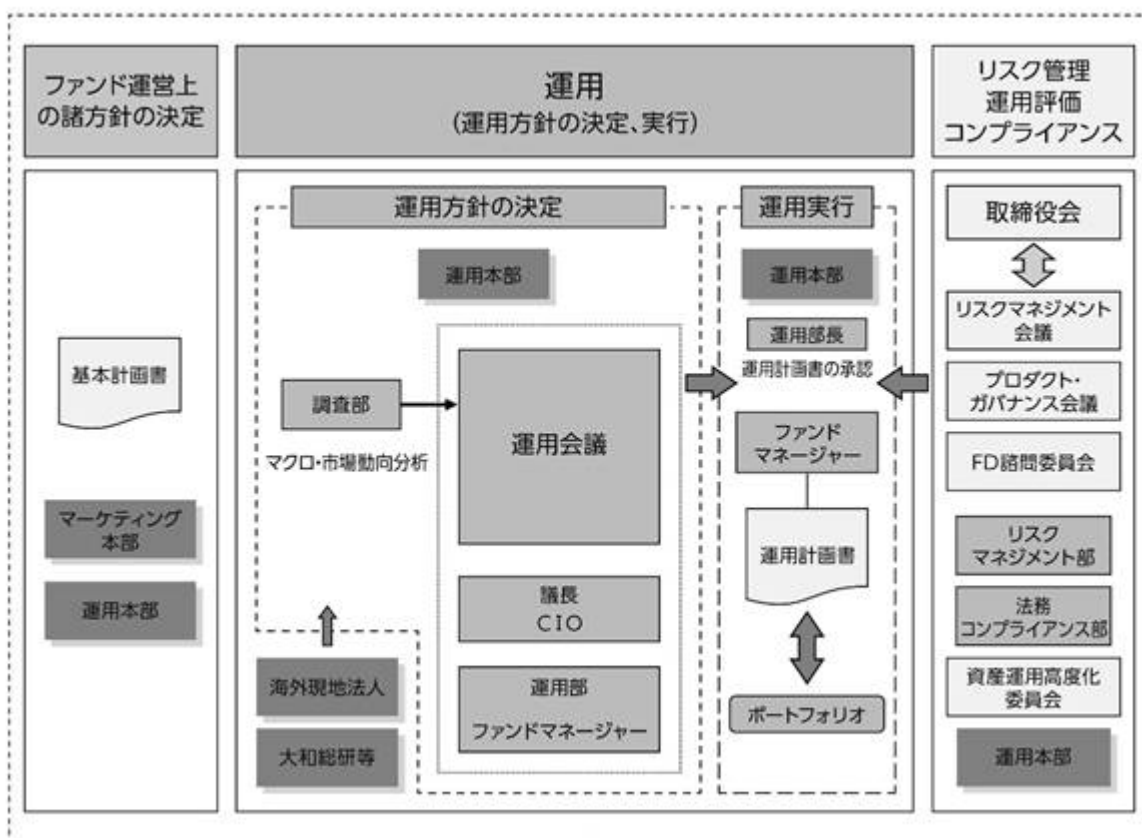 ファンド運営上
の諸方針の決定
運用
(運用方針の決定、実行)
リスク管理
運用評価
コンプライアンス
基本計画書
マーケティング
本部
運用本部
運用方針の決定
運用本部
調査部
マクロ・市場動向分析
運用会議
議長
CIO
運用部
ファンドマネージャー
海外現地法人
大和総研等
運用実行
運用本部
運用部長
運用計画書の承認
ファンド
マネージャー
運用計画書
ポートフォリオ
取締役会
リスクマネジメント
会議
プロダクト・
ガバナンス会議
FD諮問委員会
リスク
マネジメント部
法務
コンプライアンス部
資産運用高度化
委員会
運用本部